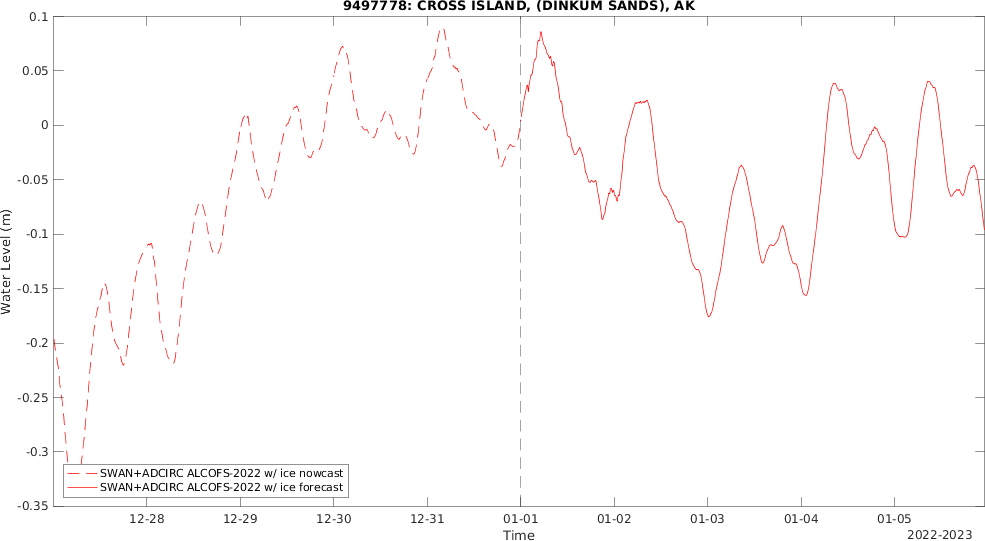 9497778: CROSS ISLAND, (DINKUM SANDS), AK
0.1
0.05
0
-0.05
-0.1
-0.15
-0.2
-0.25
-0.3
-0.35
Water Level (m)
SWAN+ADCIRC ALCOFS-2022 w/ ice nowcast
SWAN+ADCIRC ALCOFS-2022 w/ ice forecast
12-28 12-29 12-30 12-31 01-01 01-02 01-03 01-04 01-05
Time
2022-2023